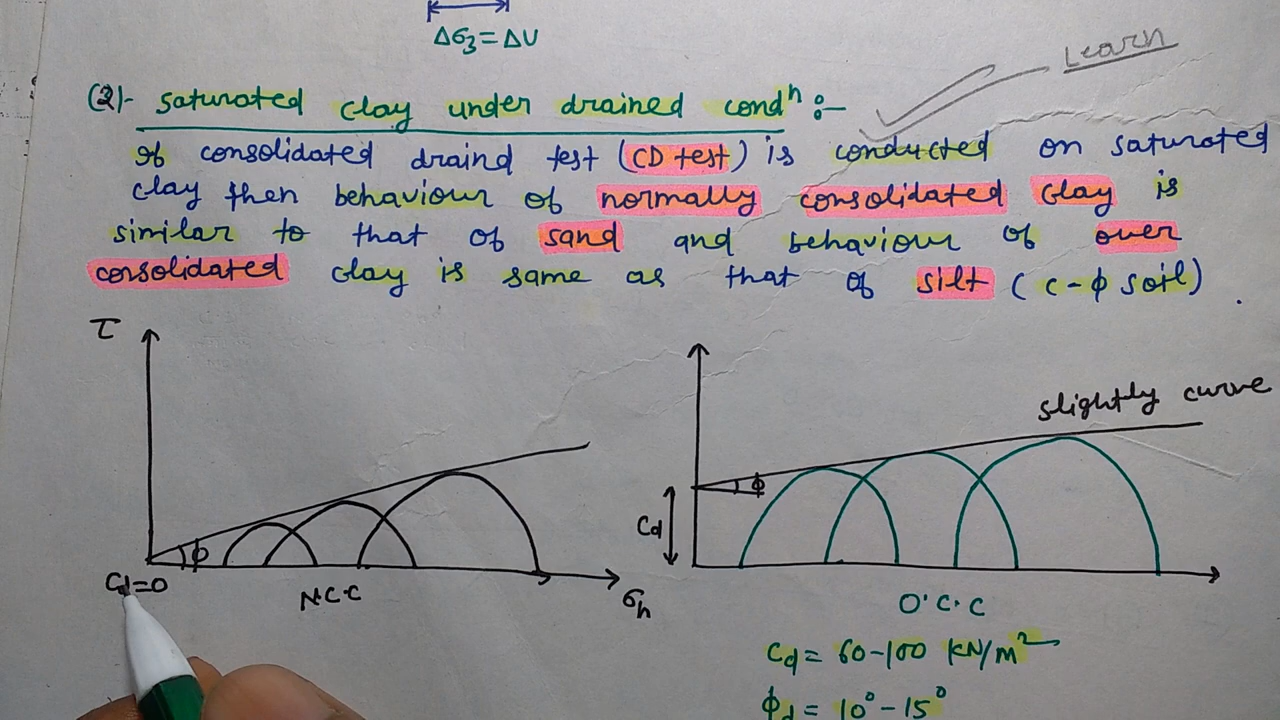 Δσ3 = ΔU
Learn
(2)- saturated clay under drained condn :-
If consolidated draind test (CD test) is conducted on saturated
clay then behaviour of normally consolidated clay is
similar to that of sand and behaviour of over
consolidated clay is same as that of silt (c-ϕ soil).
τ
slightly curve
ϕ
Cd
ϕ
Cd=0
N.C.C
σn
O.C.C
Cd = 60-100 kN/m²
ϕd = 10°-15°